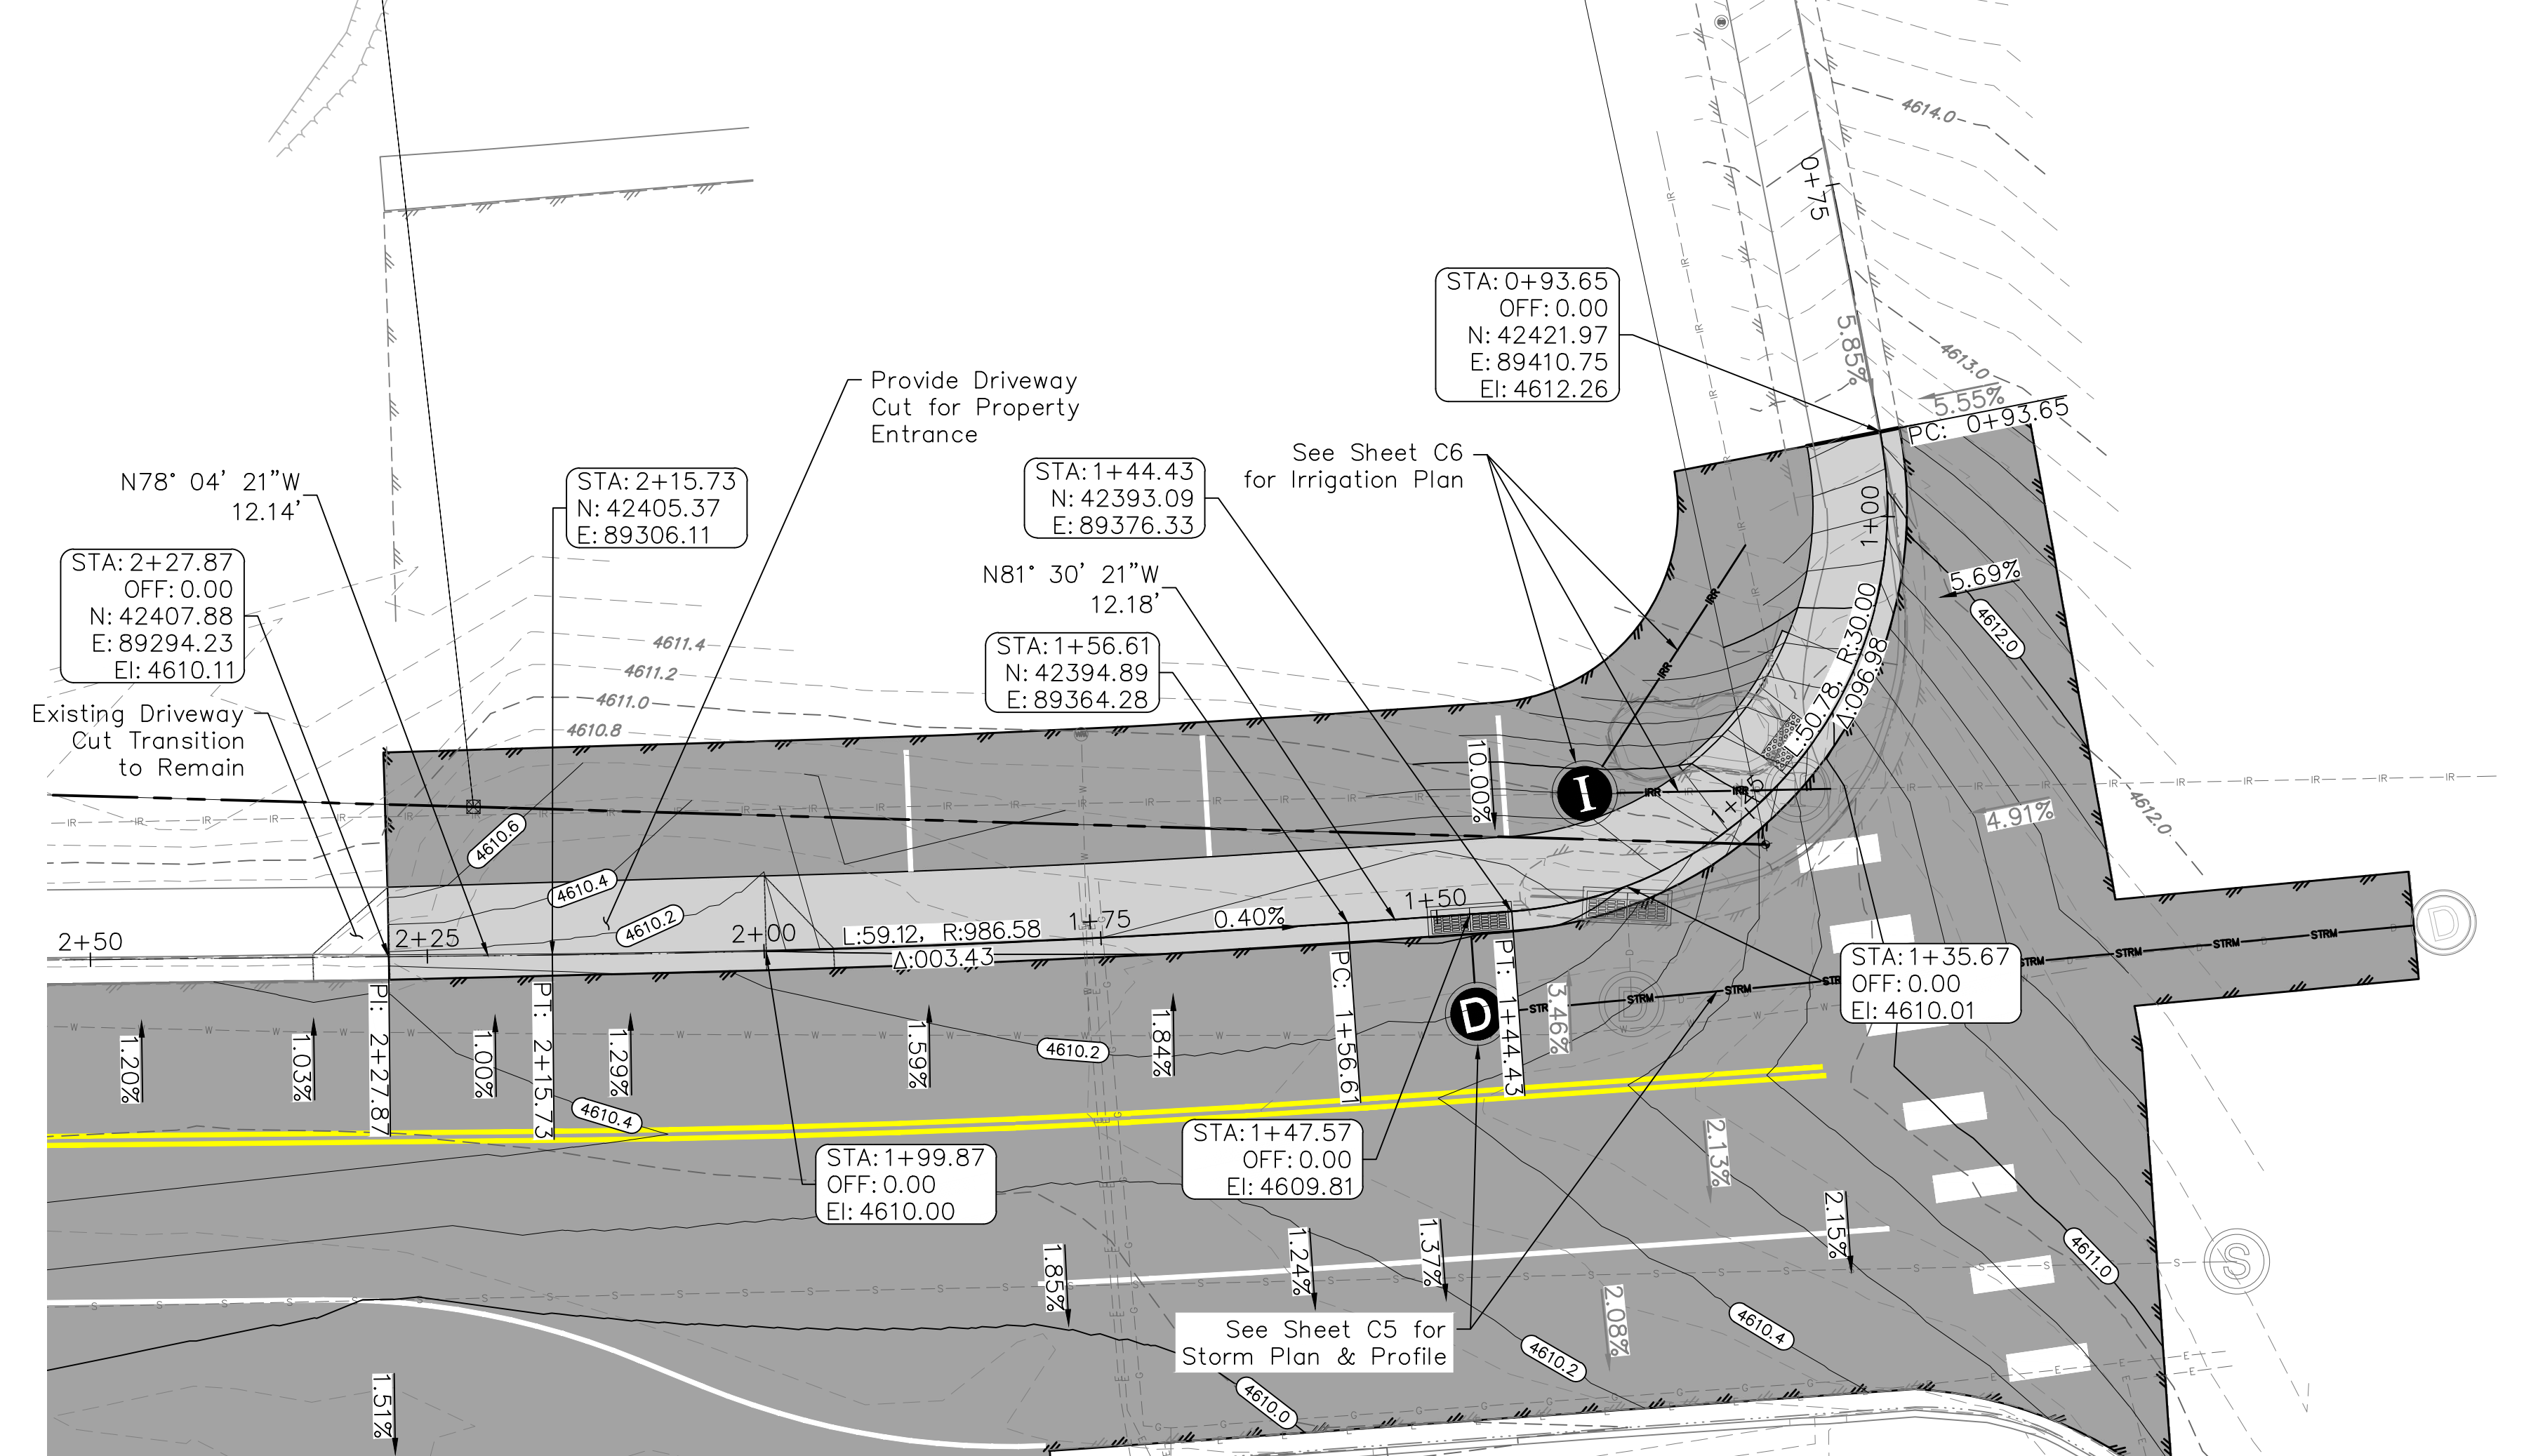 4614.0
0+75
STA: 0+93.65
OFF: 0.00
N: 42421.97
E: 89410.75
El: 4612.26
5.85%
4613.0
5.55%
PC: 0+93.65
Provide Driveway
Cut for Property
Entrance
See Sheet C6
for Irrigation Plan
STA: 1+44.43
N: 42393.09
E: 89376.33
N78° 04' 21"W
12.14'
STA: 2+15.73
N: 42405.37
E: 89306.11
1+00
STA: 2+27.87
OFF: 0.00
N: 42407.88
E: 89294.23
El: 4610.11
N81° 30' 21"W
12.18'
5.69%
4612.0
IRR
IRR
STA: 1+56.61
N: 42394.89
E: 89364.28
4611.4
4611.2
4611.0
4610.8
L:50.78, R:30.00
Δ:096.98
Existing Driveway
Cut Transition
to Remain
10.00%
I
IRR
IRR
1+25
4.91%
4612.0
4610.6
4610.4
4610.2
2+50
2+25
2+00
L:59.12, R:986.58
Δ:003.43
1+75
0.40%
1+50
D
STA: 1+35.67
OFF: 0.00
El: 4610.01
STRM
STRM
STRM
STRM
STRM
STRM
D
D
3.46%
1.20%
1.03%
PI: 2+27.87
1.00%
PT: 2+15.73
1.29%
1.59%
1.84%
4610.2
PC: 1+56.61
PT: 1+44.43
4610.4
STA: 1+99.87
OFF: 0.00
El: 4610.00
STA: 1+47.57
OFF: 0.00
El: 4609.81
2.13%
2.15%
1.85%
1.24%
1.37%
4611.0
S
See Sheet C5 for
Storm Plan & Profile
2.08%
4610.4
4610.2
4610.0
1.51%